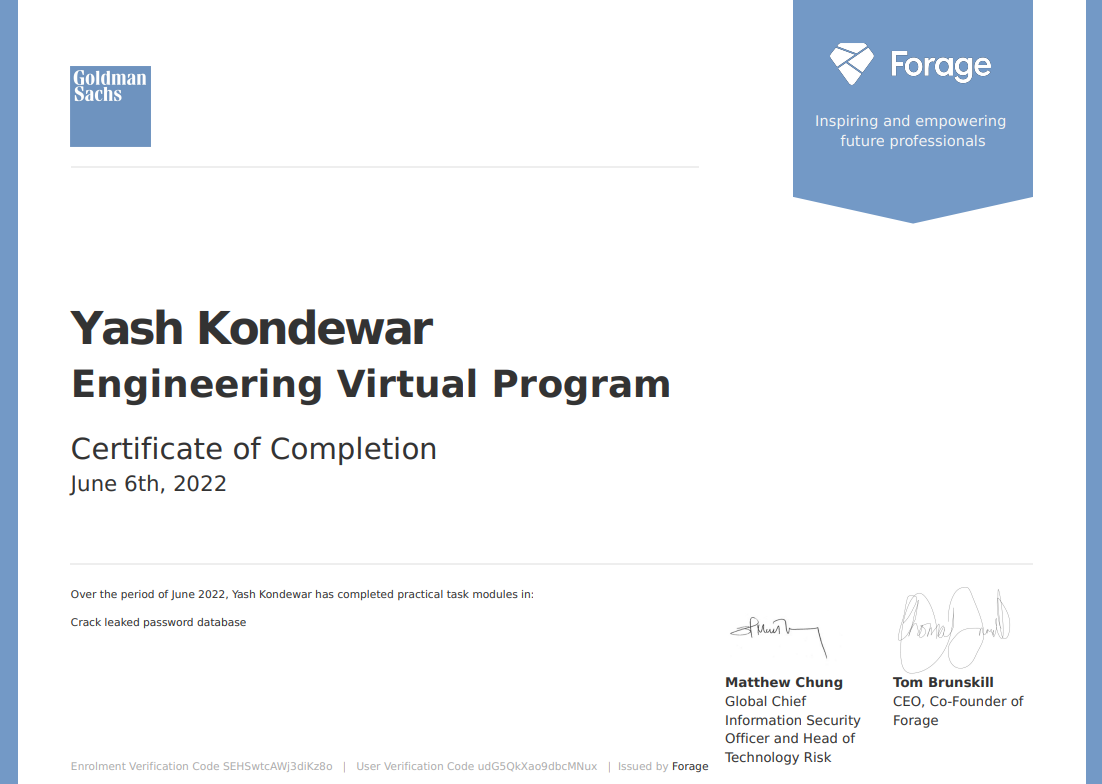 Goldman
Sachs
Forage
Inspiring and empowering
future professionals
Yash Kondewar
Engineering Virtual Program
Certificate of Completion
June 6th, 2022
Over the period of June 2022, Yash Kondewar has completed practical task modules in:
Crack leaked password database
Matthew Chung
Global Chief
Information Security
Officer and Head of
Technology Risk
Tom Brunskill
CEO, Co-Founder of
Forage
Enrolment Verification Code SEHSwtcAWj3diKz8o | User Verification Code udG5QkXao9dbcMNux | Issued by Forage